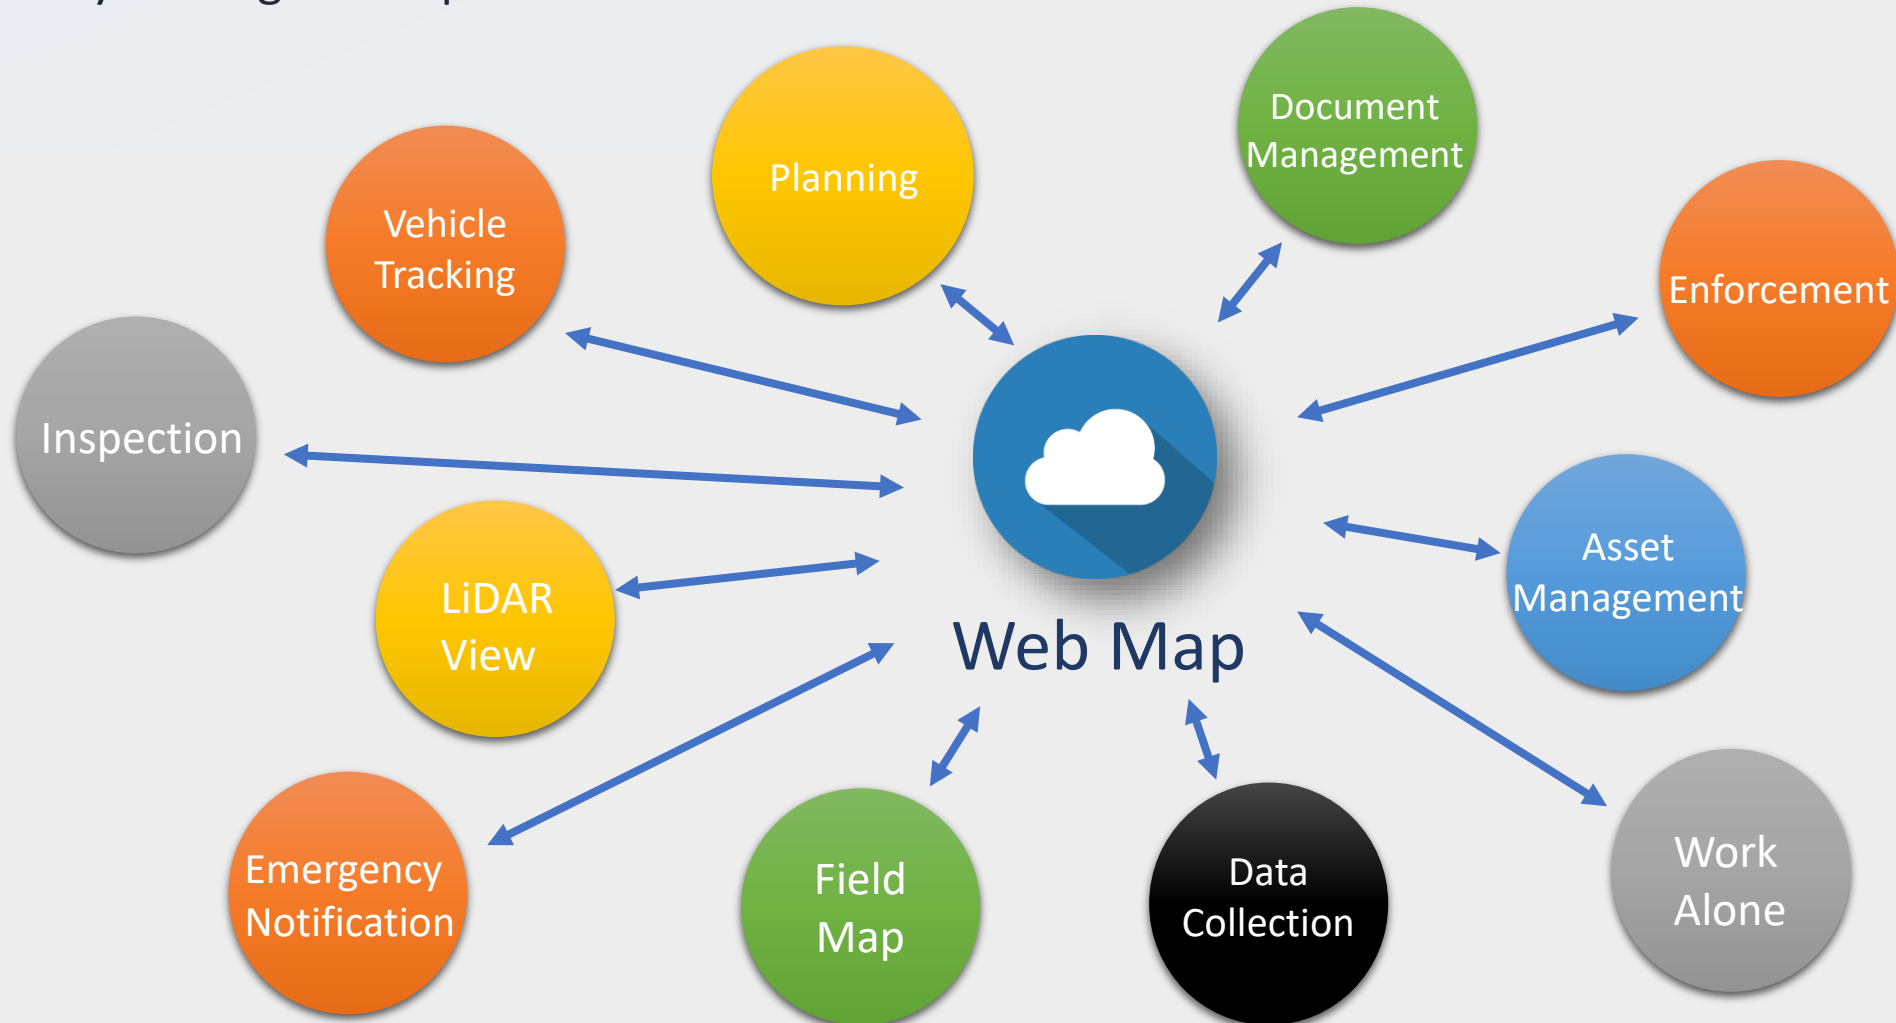 Planning
Document
Management
Vehicle
Tracking
Enforcement
Inspection
Asset
Management
LiDAR
View
Web Map
Emergency
Notification
Field
Map
Data
Collection
Work
Alone